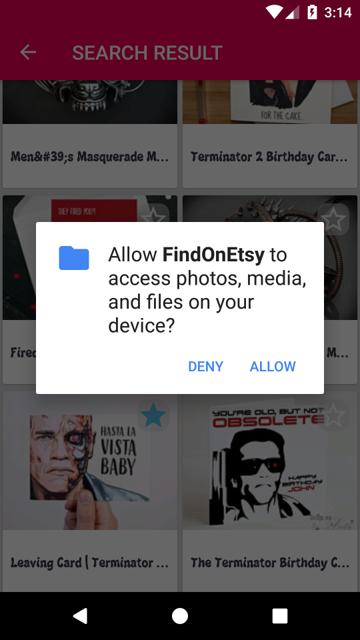 3:14
SEARCH RESULT
FOR THE CAKE.
Men&#39;s Masquerade M...
Terminator 2 Birthday Car...
THEY FIRED YOU?!
Allow FindOnEtsy to
access photos, media,
and files on your
device?
DENY
ALLOW
Fired
M...
HASTA LA
VISTA
BABY
YOU'RE OLD, BUT NOT
OBSOLETE
HAPPY
BIRTHDAY
JOHN
Leaving Card | Terminator ...
The Terminator Birthday C...